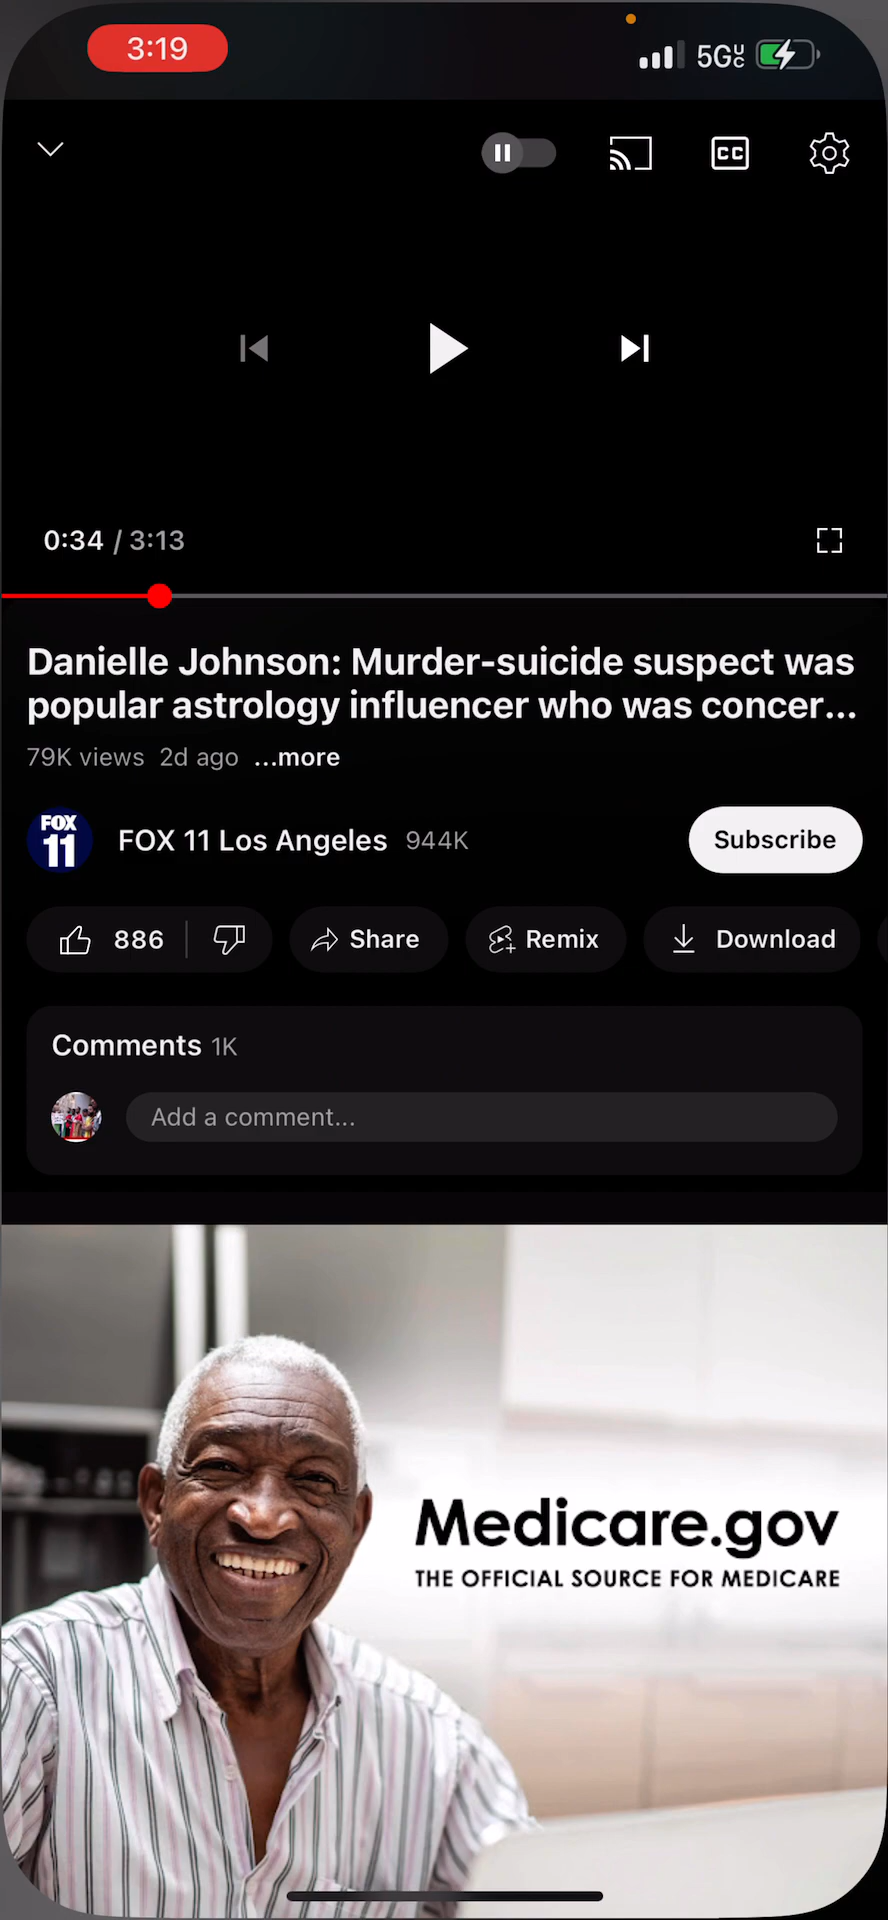 3:19
5GUC
CC
0:34 / 3:13
Danielle Johnson: Murder-suicide suspect was
popular astrology influencer who was concer...
79K views 2d ago ...more
FOX 11
FOX 11 Los Angeles 944K
Subscribe
886
Share
Remix
Download
Comments 1K
Add a comment...
Medicare.gov
THE OFFICIAL SOURCE FOR MEDICARE